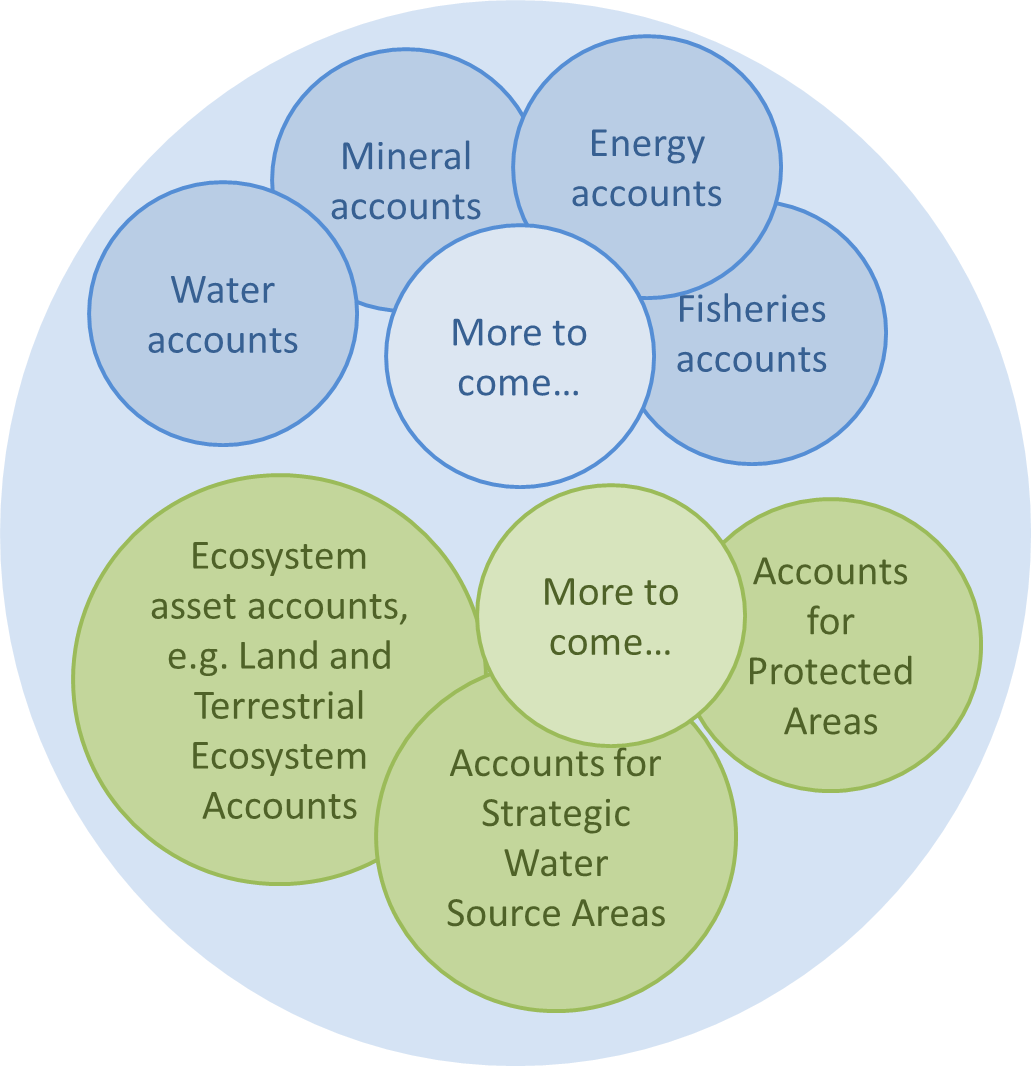 Mineral
accounts
Energy
accounts
Water
accounts
More to
come…
Fisheries
accounts
Ecosystem
asset accounts,
e.g. Land and
Terrestrial
Ecosystem
Accounts
More to
come…
Accounts
for
Protected
Areas
Accounts for
Strategic
Water
Source Areas